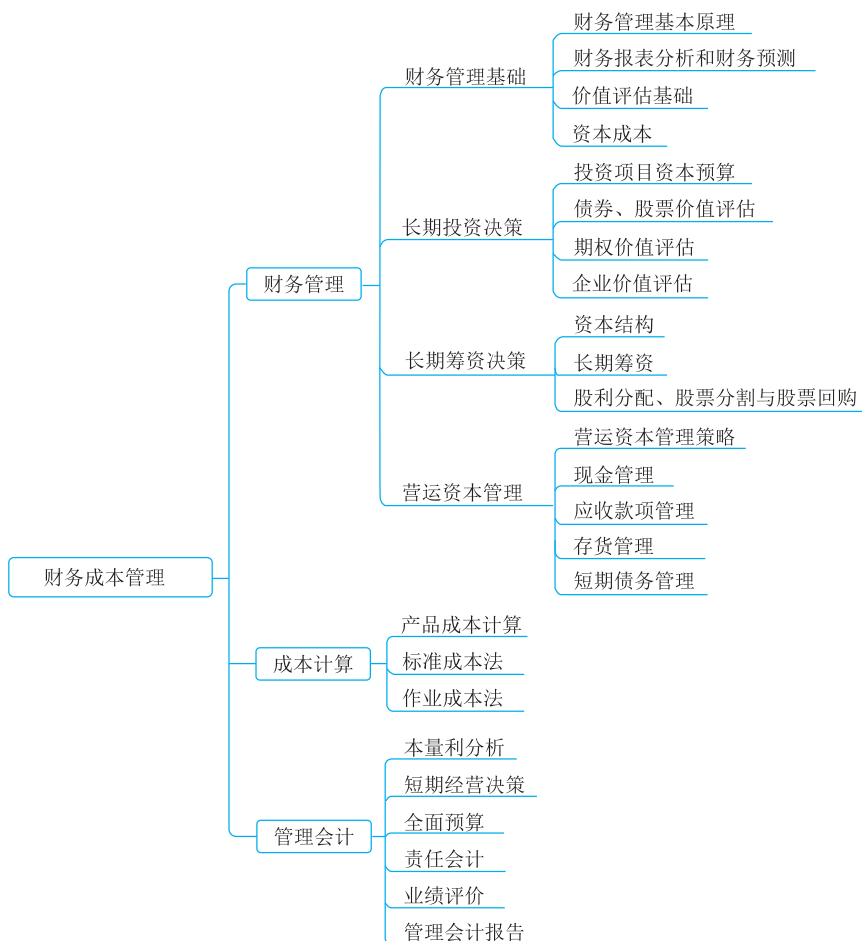 财务成本管理
财务管理
财务管理基础
财务管理基本原理
财务报表分析和财务预测
价值评估基础
资本成本
长期投资决策
投资项目资本预算
债券、股票价值评估
期权价值评估
企业价值评估
长期筹资决策
资本结构
长期筹资
股利分配、股票分割与股票回购
营运资本管理
营运资本管理策略
现金管理
应收款项管理
存货管理
短期债务管理
成本计算
产品成本计算
标准成本法
作业成本法
管理会计
本量利分析
短期经营决策
全面预算
责任会计
业绩评价
管理会计报告